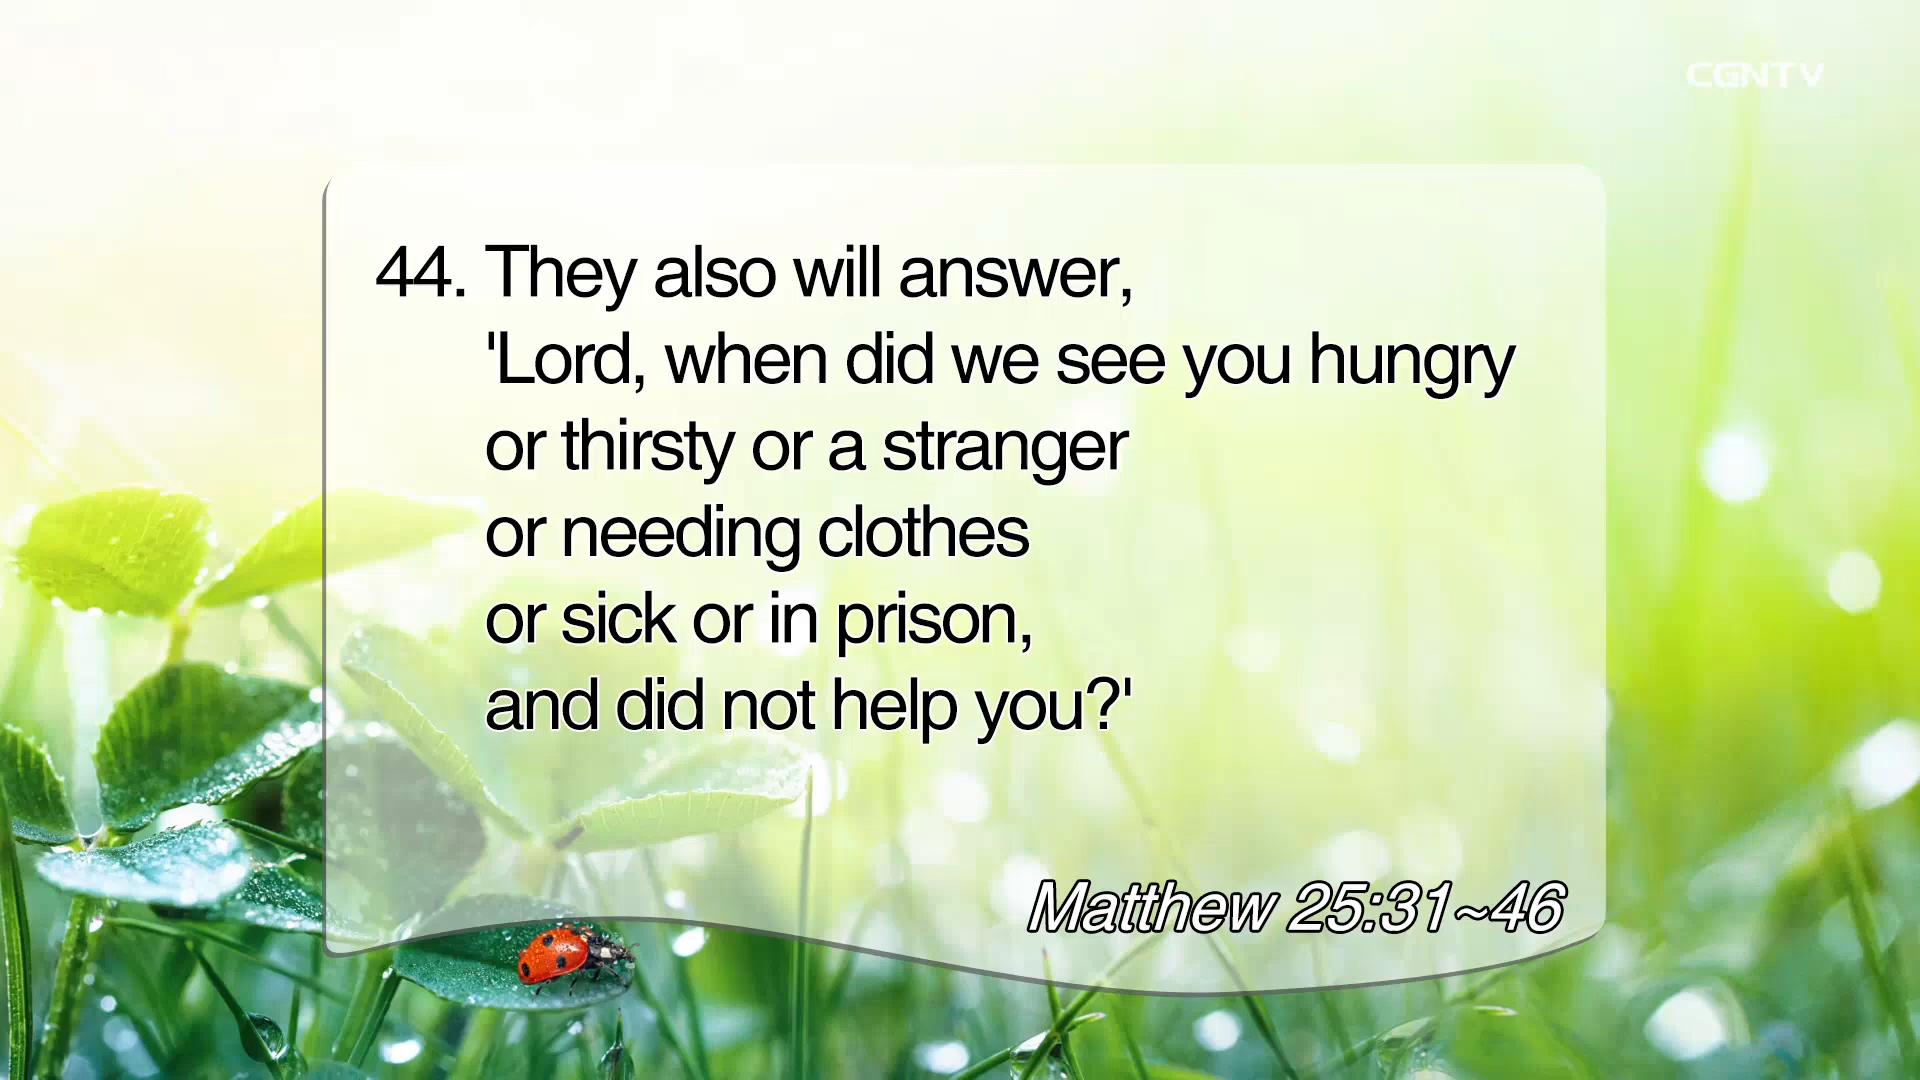 CGNTV
44. They also will answer,
'Lord, when did we see you hungry
or thirsty or a stranger
or needing clothes
or sick or in prison,
and did not help you?'
Matthew 25:31~46